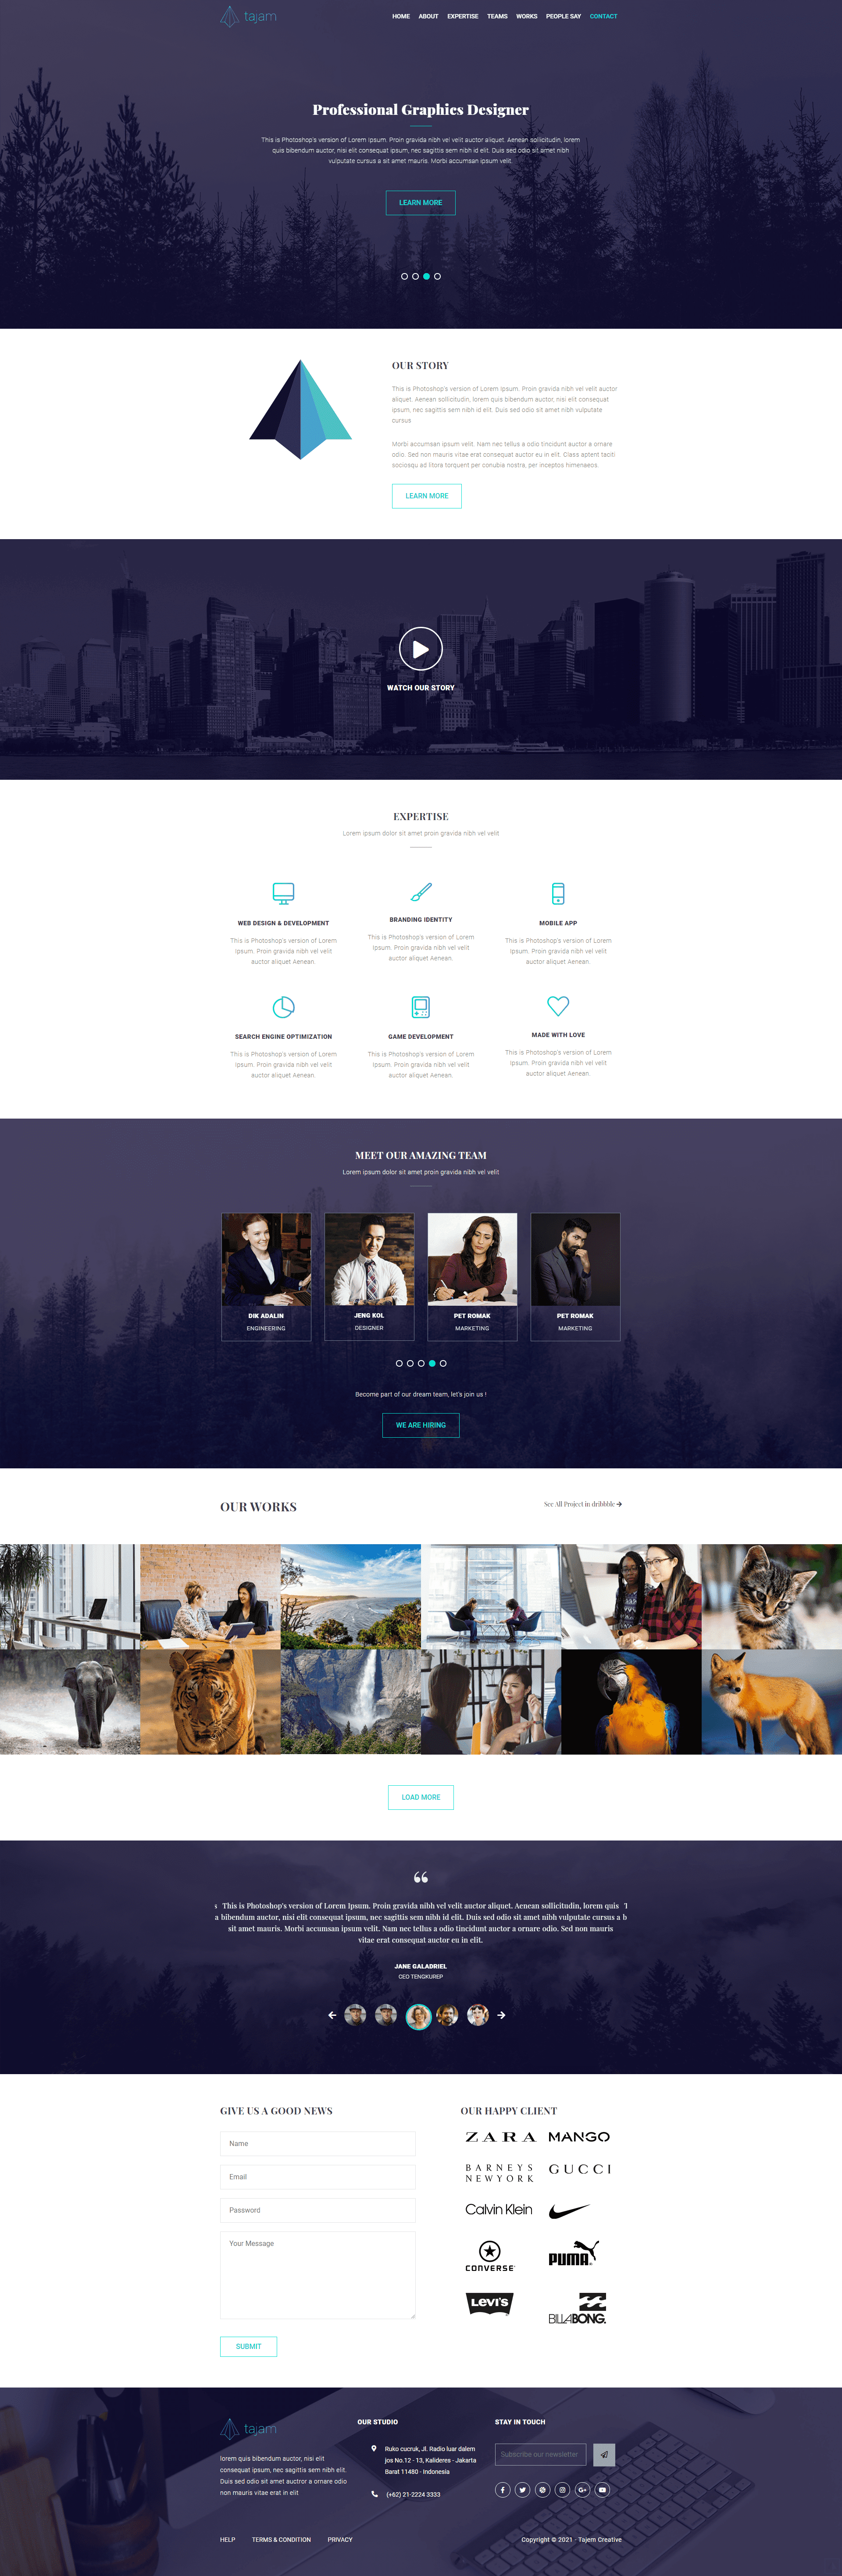 tajam
HOME ABOUT EXPERTISE TEAMS WORKS PEOPLE SAY CONTACT
Professional Graphics Designer
This is Photoshop's version of Lorem Ipsum. Proin gravida nibh vel velit auctor aliquet. Aenean sollicitudin, lorem
quis bibendum auctor, nisi elit consequat ipsum, nec sagittis sem nibh id elit. Duis sed odio sit amet nibh
vulputate cursus a sit amet mauris. Morbi accumsan ipsum velit.
LEARN MORE
OUR STORY
This is Photoshop's version of Lorem Ipsum. Proin gravida nibh vel velit auctor
aliquet. Aenean sollicitudin, lorem quis bibendum auctor, nisi elit consequat
ipsum, nec sagittis sem nibh id elit. Duis sed odio sit amet nibh vulputate
cursus
Morbi accumsan ipsum velit. Nam nec tellus a odio tincidunt auctor a ornare
odio. Sed non mauris vitae erat consequat auctor eu in elit. Class aptent taciti
sociosqu ad litora torquent per conubia nostra, per inceptos himenaeos.
LEARN MORE
WATCH OUR STORY
EXPERTISE
Lorem ipsum dolor sit amet proin gravida nibh vel velit
WEB DESIGN & DEVELOPMENT
This is Photoshop's version of Lorem
Ipsum. Proin gravida nibh vel velit
auctor aliquet Aenean.
BRANDING IDENTITY
This is Photoshop's version of Lorem
Ipsum. Proin gravida nibh vel velit
auctor aliquet Aenean.
MOBILE APP
This is Photoshop's version of Lorem
Ipsum. Proin gravida nibh vel velit
auctor aliquet Aenean.
SEARCH ENGINE OPTIMIZATION
This is Photoshop's version of Lorem
Ipsum. Proin gravida nibh vel velit
auctor aliquet Aenean.
GAME DEVELOPMENT
This is Photoshop's version of Lorem
Ipsum. Proin gravida nibh vel velit
auctor aliquet Aenean.
MADE WITH LOVE
This is Photoshop's version of Lorem
Ipsum. Proin gravida nibh vel velit
auctor aliquet Aenean.
MEET OUR AMAZING TEAM
Lorem ipsum dolor sit amet proin gravida nibh vel velit
DIK ADALIN
ENGINEERING
JENG KOL
DESIGNER
PET ROMAK
MARKETING
PET ROMAK
MARKETING
Become part of our dream team, let's join us !
WE ARE HIRING
OUR WORKS
See All Project in dribbble
LOAD MORE
“
s This is Photoshop's version of Lorem Ipsum. Proin gravida nibh vel velit auctor aliquet. Aenean sollicitudin, lorem quis T
a bibendum auctor, nisi elit consequat ipsum, nec sagittis sem nibh id elit. Duis sed odio sit amet nibh vulputate cursus a b
sit amet mauris. Morbi accumsan ipsum velit. Nam nec tellus a odio tincidunt auctor a ornare odio. Sed non mauris
vitae erat consequat auctor eu in elit.
JANE GALADRIEL
CEO TENGKUREP
GIVE US A GOOD NEWS
Name
Email
Password
Your Message
SUBMIT
OUR HAPPY CLIENT
ZARA MANGO
BARNEYS
NEWYORK
GUCCI
Calvin Klein
CONVERSE
PUMA
LEVI'S
BILLABONG.
tajam
lorem quis bibendum auctor, nisi elit
consequat ipsum, nec sagittis sem nibh elit.
Duis sed odio sit amet auctror a ornare odio
non mauris vitae erat in elit
OUR STUDIO
Ruko cucruk, Jl. Radio luar dalem
jos No.12 - 13, Kalideres - Jakarta
Barat 11480 - Indonesia
(+62) 21-2224 3333
STAY IN TOUCH
Subscribe our newsletter
HELP TERMS & CONDITION PRIVACY
Copyright © 2021 - Tajem Creative